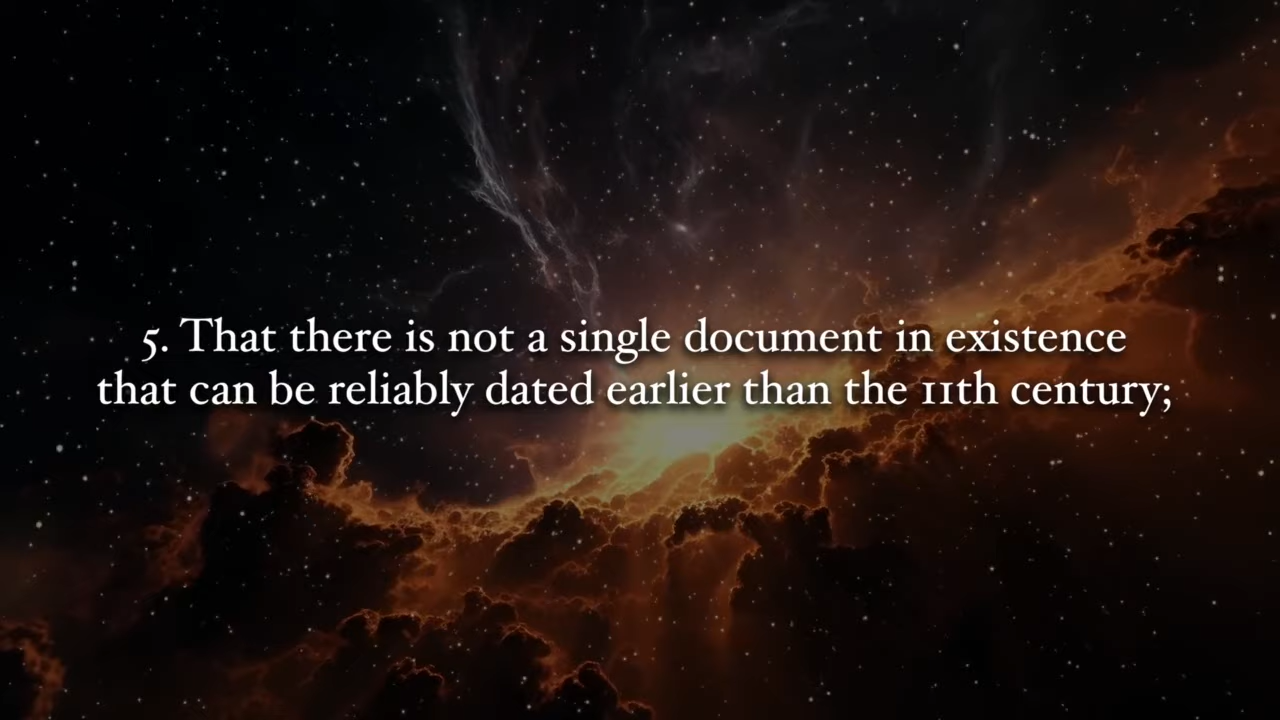 5. That there is not a single document in existence
that can be reliably dated earlier than the 11th century;